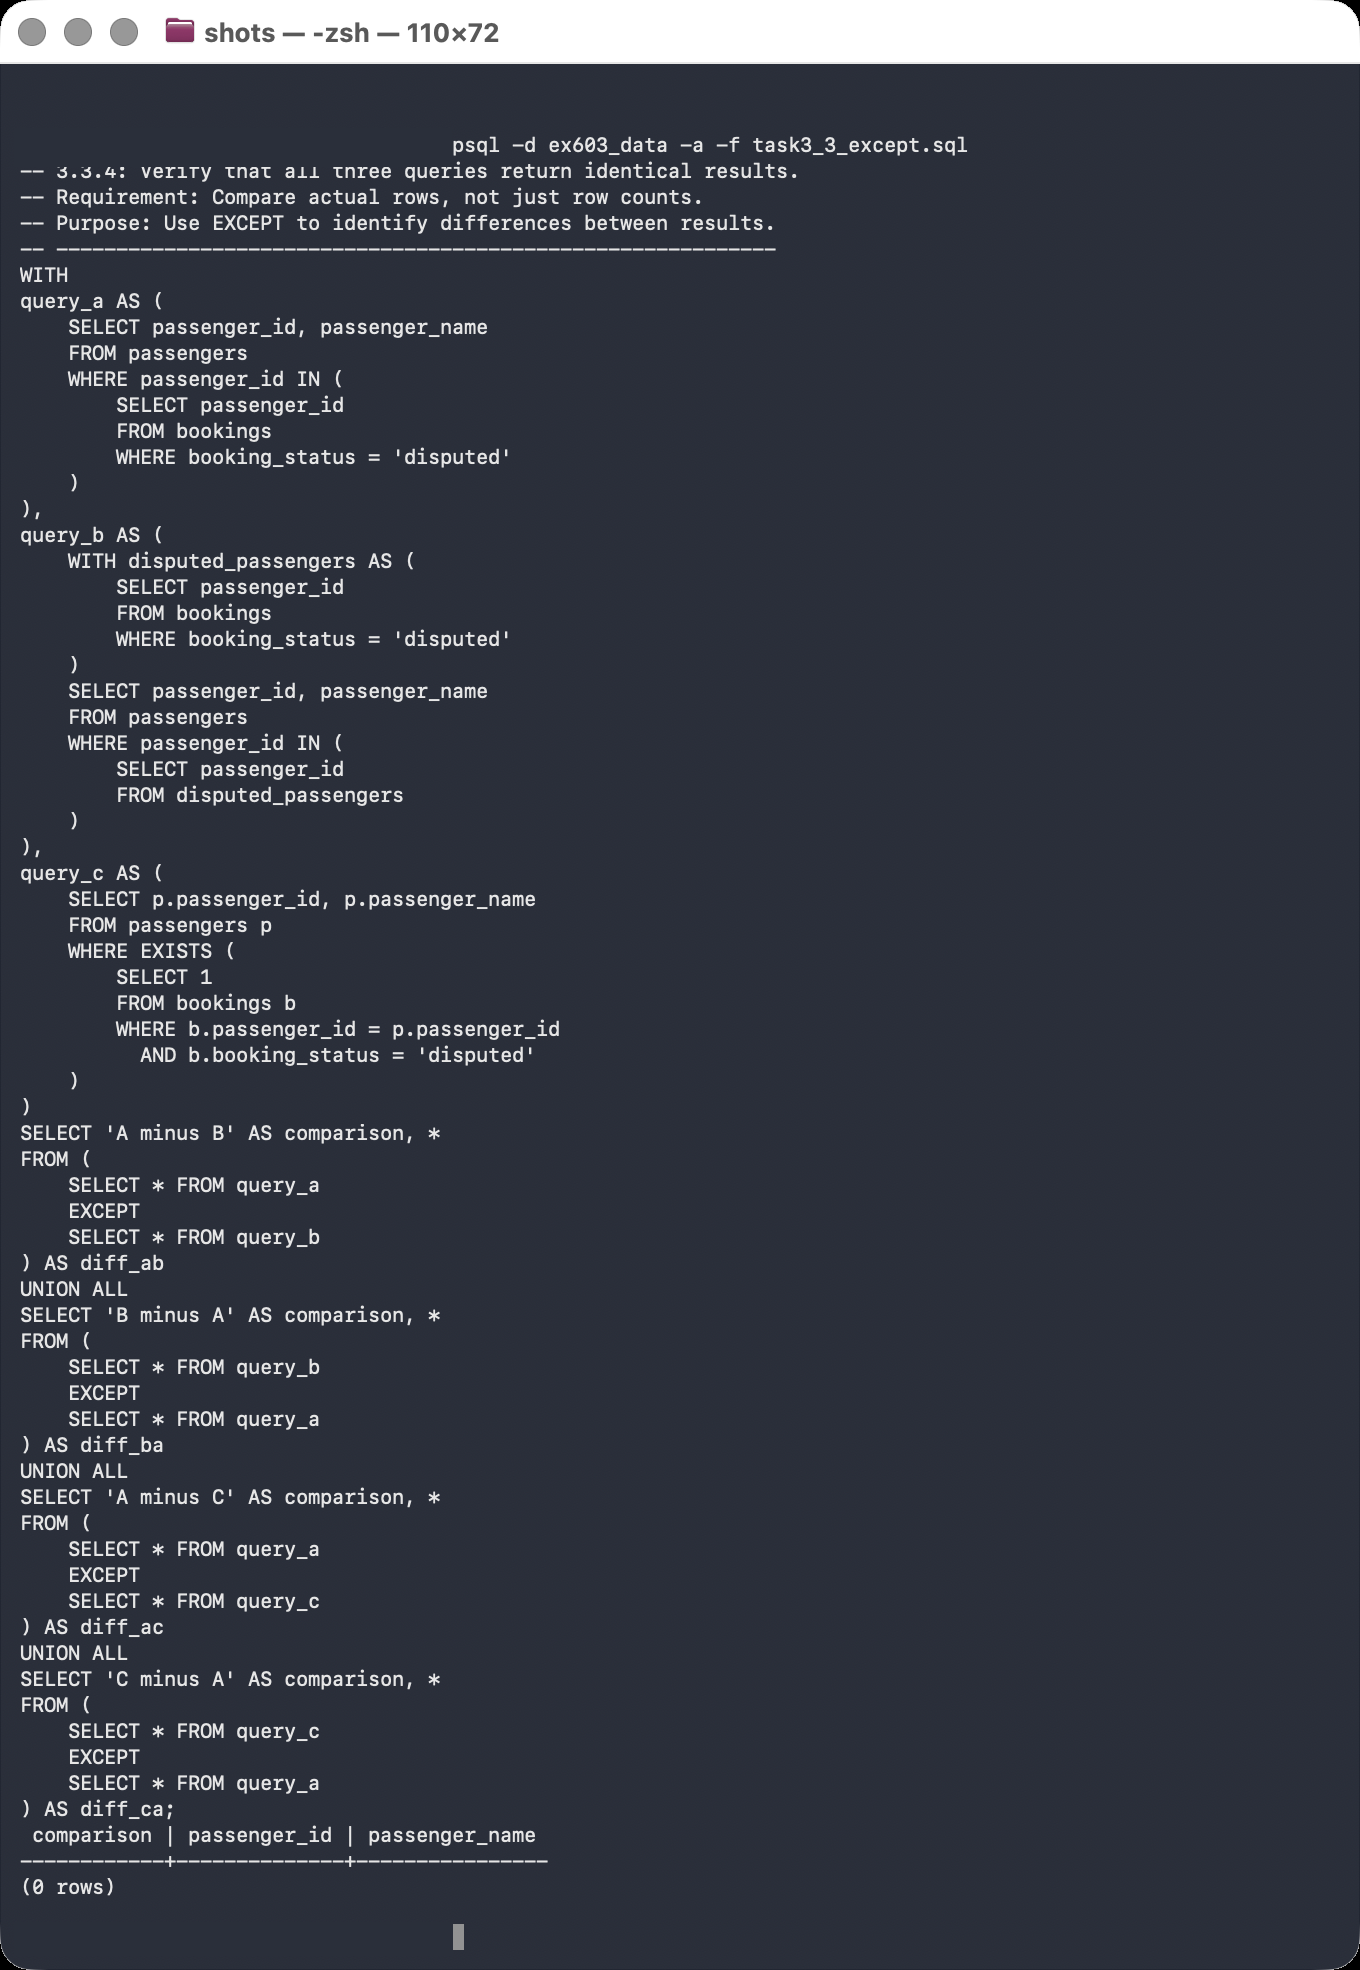 shots — -zsh — 110×72
psql -d ex603_data -a -f task3_3_except.sql
-- 3.3.4: Verify that all three queries return identical results.
-- Requirement: Compare actual rows, not just row counts.
-- Purpose: Use EXCEPT to identify differences between results.
-- ------------------------------------------------------------
WITH
query_a AS (
    SELECT passenger_id, passenger_name
    FROM passengers
    WHERE passenger_id IN (
        SELECT passenger_id
        FROM bookings
        WHERE booking_status = 'disputed'
    )
),
query_b AS (
    WITH disputed_passengers AS (
        SELECT passenger_id
        FROM bookings
        WHERE booking_status = 'disputed'
    )
    SELECT passenger_id, passenger_name
    FROM passengers
    WHERE passenger_id IN (
        SELECT passenger_id
        FROM disputed_passengers
    )
),
query_c AS (
    SELECT p.passenger_id, p.passenger_name
    FROM passengers p
    WHERE EXISTS (
        SELECT 1
        FROM bookings b
        WHERE b.passenger_id = p.passenger_id
          AND b.booking_status = 'disputed'
    )
)
SELECT 'A minus B' AS comparison, *
FROM (
    SELECT * FROM query_a
    EXCEPT
    SELECT * FROM query_b
) AS diff_ab
UNION ALL
SELECT 'B minus A' AS comparison, *
FROM (
    SELECT * FROM query_b
    EXCEPT
    SELECT * FROM query_a
) AS diff_ba
UNION ALL
SELECT 'A minus C' AS comparison, *
FROM (
    SELECT * FROM query_a
    EXCEPT
    SELECT * FROM query_c
) AS diff_ac
UNION ALL
SELECT 'C minus A' AS comparison, *
FROM (
    SELECT * FROM query_c
    EXCEPT
    SELECT * FROM query_a
) AS diff_ca;
 comparison | passenger_id | passenger_name
------------+--------------+----------------
(0 rows)